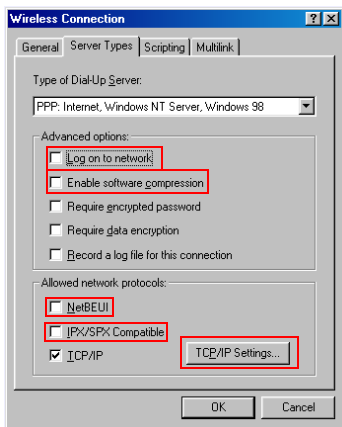 Wireless Connection
General Server Types Scripting Multilink
Type of Dial-Up Server:
PPP: Internet, Windows NT Server, Windows 98
Advanced options:
Log on to network
Enable software compression
Require encrypted password
Require data encryption
Record a log file for this connection
Allowed network protocols:
NetBEUI
IPX/SPX Compatible
TCP/IP TCP/IP Settings...
OK Cancel